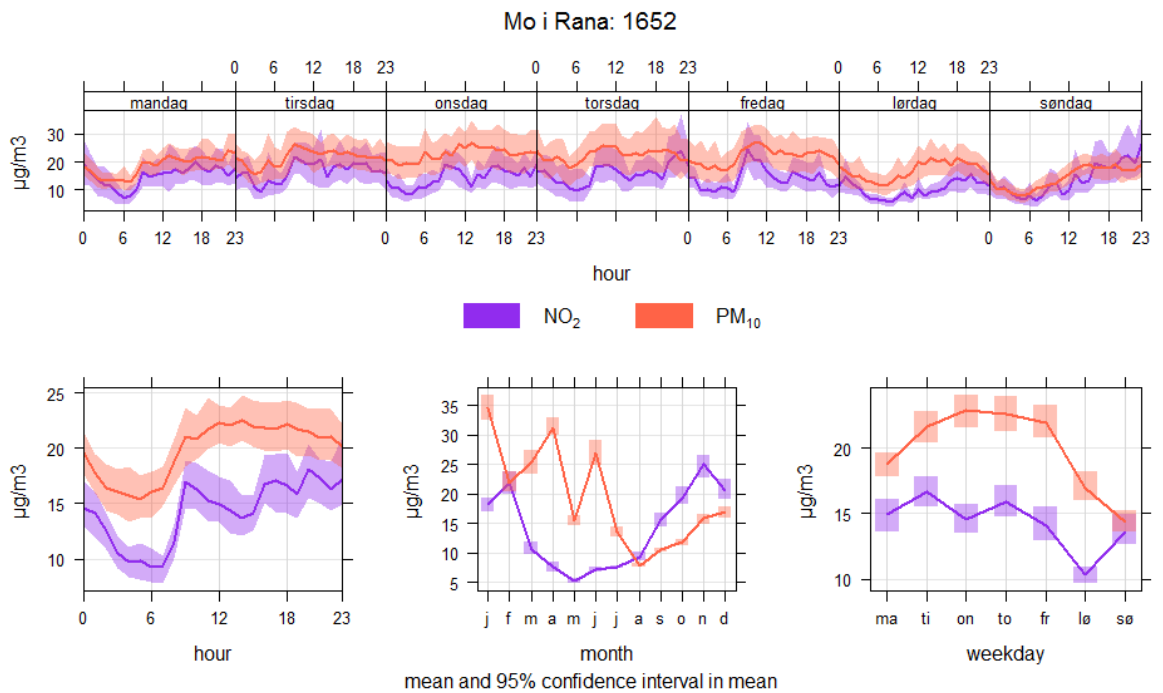 Mo i Rana: 1652
0 6 12 18 23 0 6 12 18 23 0 6 12 18 23
mandag tirsdag onsdag torsdag fredag lørdag søndag
µg/m3
30
20
10
0 6 12 18 23 0 6 12 18 23 0 6 12 18 23 0 6 12 18 23
hour
NO2 PM10
µg/m3
25
20
15
10
0 6 12 18 23
hour
µg/m3
35
30
25
20
15
10
5
j f m a m j j a s o n d
month
µg/m3
20
15
10
ma ti on to fr lø sø
weekday
mean and 95% confidence interval in mean